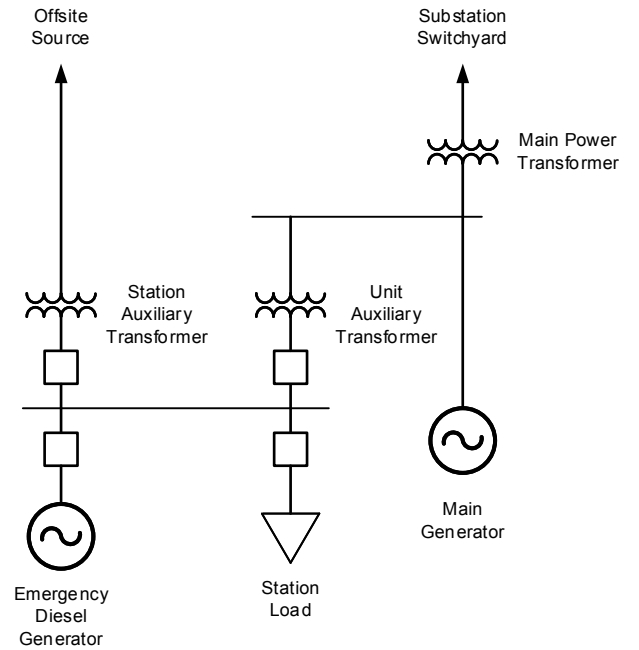 Offsite
Source
Substation
Switchyard
Main Power
Transformer
Station
Auxiliary
Transformer
Unit
Auxiliary
Transformer
Main
Generator
Emergency
Diesel
Generator
Station
Load